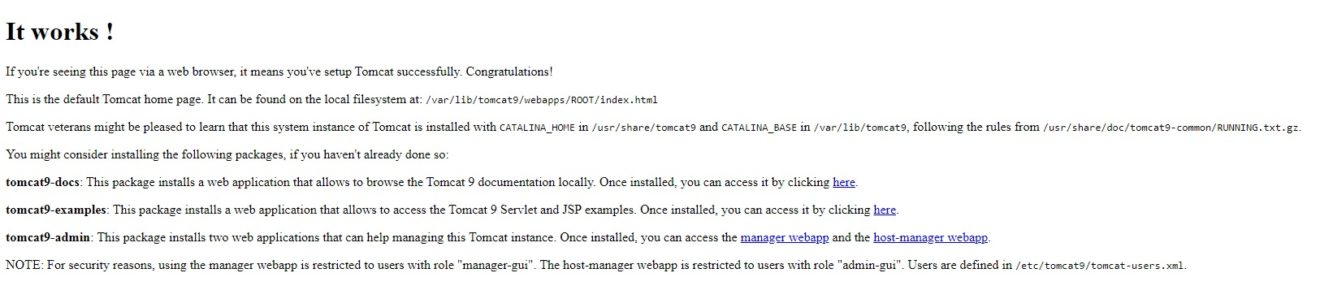 It works !
If you're seeing this page via a web browser, it means you've setup Tomcat successfully. Congratulations!
This is the default Tomcat home page. It can be found on the local filesystem at: /var/lib/tomcat9/webapps/ROOT/index.html
Tomcat veterans might be pleased to learn that this system instance of Tomcat is installed with CATALINA_HOME in /usr/share/tomcat9 and CATALINA_BASE in /var/lib/tomcat9, following the rules from /usr/share/doc/tomcat9-common/RUNNING.txt.gz.
You might consider installing the following packages, if you haven't already done so:
tomcat9-docs: This package installs a web application that allows to browse the Tomcat 9 documentation locally. Once installed, you can access it by clicking here.
tomcat9-examples: This package installs a web application that allows to access the Tomcat 9 Servlet and JSP examples. Once installed, you can access it by clicking here.
tomcat9-admin: This package installs two web applications that can help managing this Tomcat instance. Once installed, you can access the manager webapp and the host-manager webapp.
NOTE: For security reasons, using the manager webapp is restricted to users with role "manager-gui". The host-manager webapp is restricted to users with role "admin-gui". Users are defined in /etc/tomcat9/tomcat-users.xml.